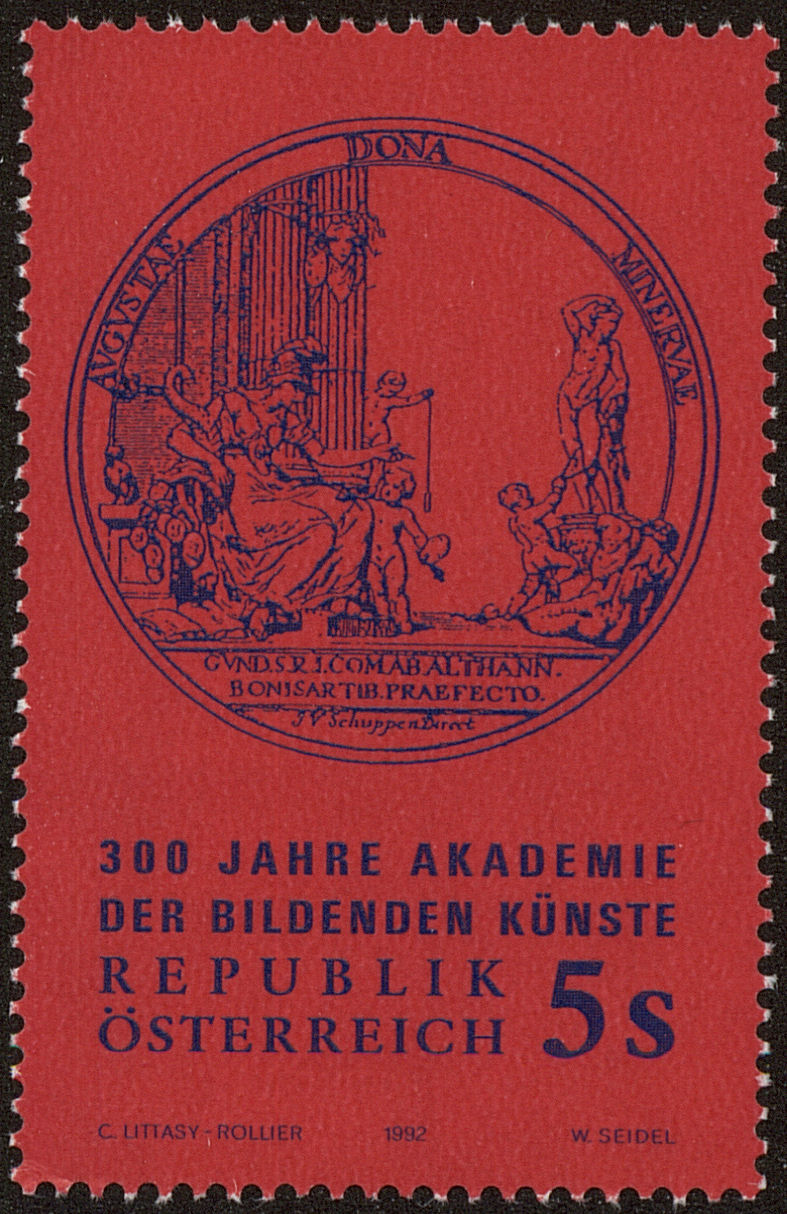 AVGVSTAE
DONA
MINERVAE
GVND.S.R.I.COM.AB ALTHANN.
BONIS ARTIB. PRAEFECTO.
J V Schuppen Direct
300 JAHRE AKADEMIE
DER BILDENDEN KÜNSTE
REPUBLIK
ÖSTERREICH
5s
C. LITTASY-ROLLIER 1992 W. SEIDEL